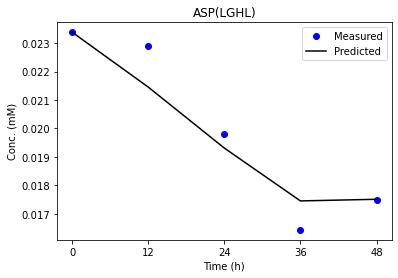 ASP(LGHL)
Measured
Predicted
Conc. (mM)
0.023
0.022
0.021
0.020
0.019
0.018
0.017
0
12
24
36
48
Time (h)